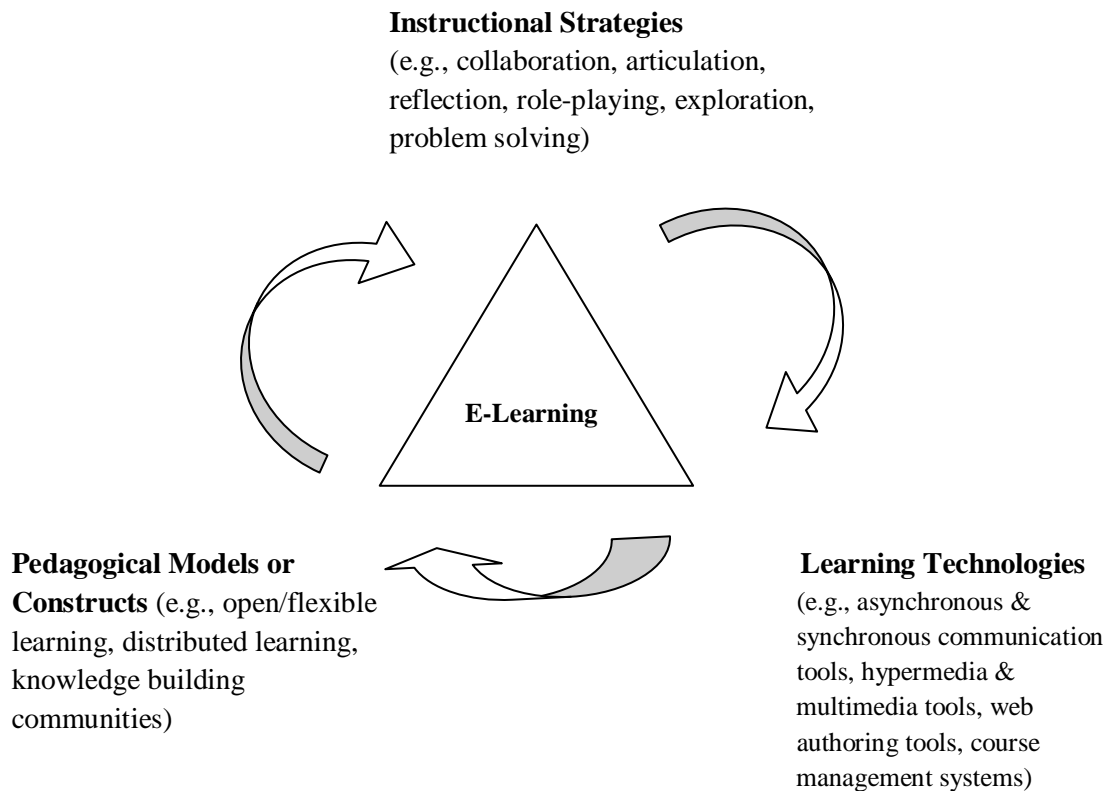 Instructional Strategies
(e.g., collaboration, articulation,
reflection, role-playing, exploration,
problem solving)
E-Learning
Pedagogical Models or
Constructs (e.g., open/flexible
learning, distributed learning,
knowledge building
communities)
Learning Technologies
(e.g., asynchronous &
synchronous communication
tools, hypermedia &
multimedia tools, web
authoring tools, course
management systems)